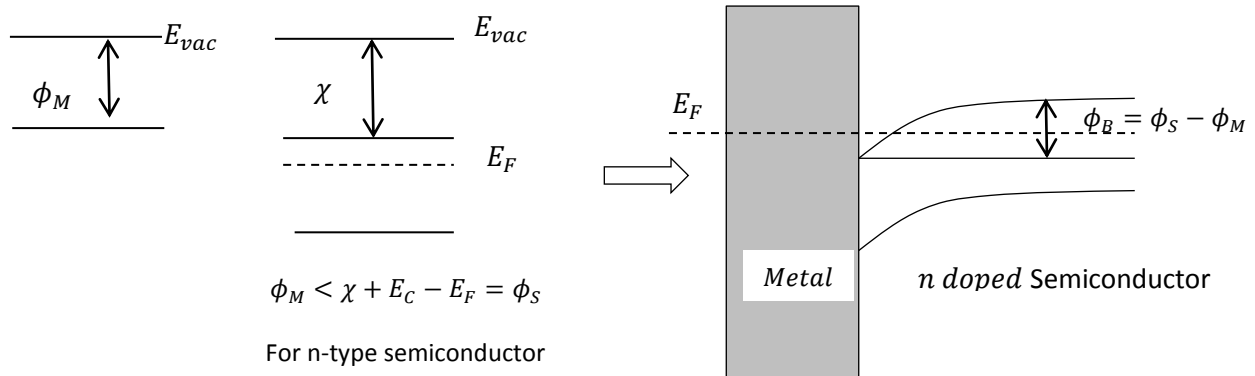 E_vac
ϕ_M
E_vac
χ
E_F
ϕ_M < χ + E_C − E_F = ϕ_S
For n-type semiconductor
E_F
ϕ_B = ϕ_S − ϕ_M
Metal
n doped Semiconductor